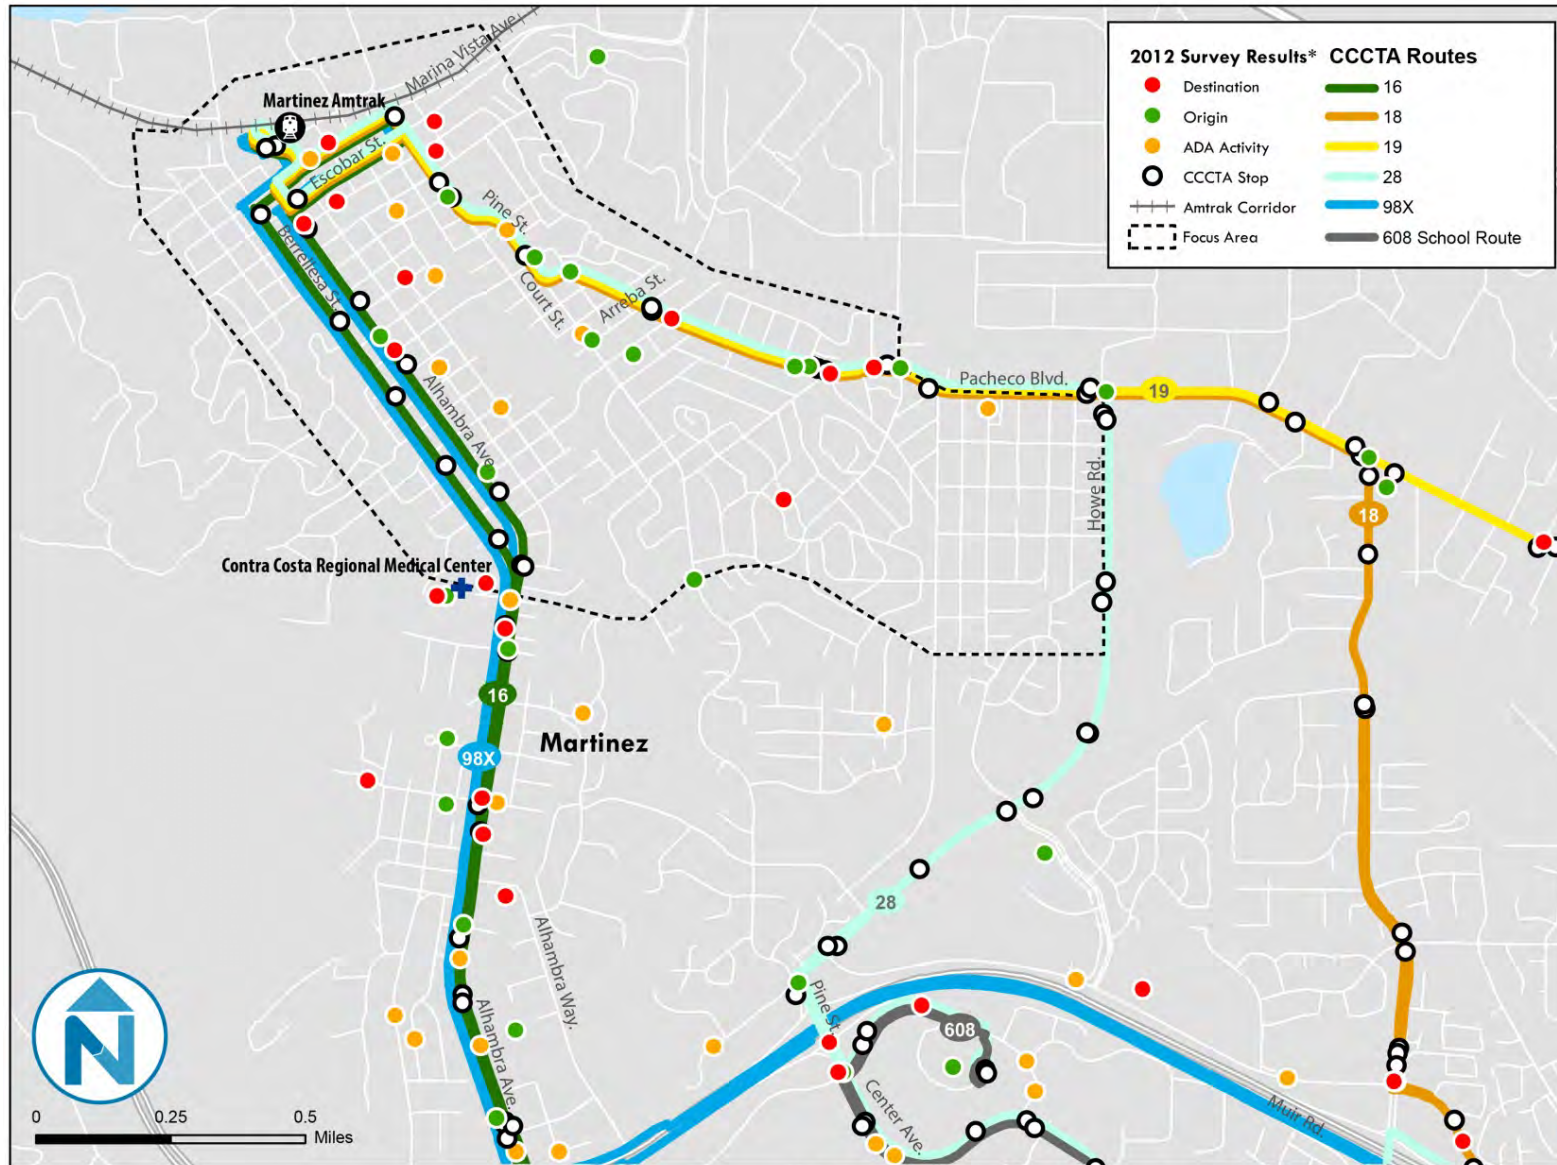 Marina Vista Ave.
Martinez Amtrak
Escobar St.
Pine St.
Berrellesa St.
Court St.
Arreba St.
Alhambra Ave.
Pacheco Blvd.
19
Howe Rd.
18
Contra Costa Regional Medical Center
16
Martinez
98X
28
Alhambra Way.
Pine St.
608
Alhambra Ave.
Center Ave.
Muir Rd.
2012 Survey Results* CCCTA Routes
Destination 16
Origin 18
ADA Activity 19
CCCTA Stop 28
Amtrak Corridor 98X
Focus Area 608 School Route
N
0 0.25 0.5
Miles